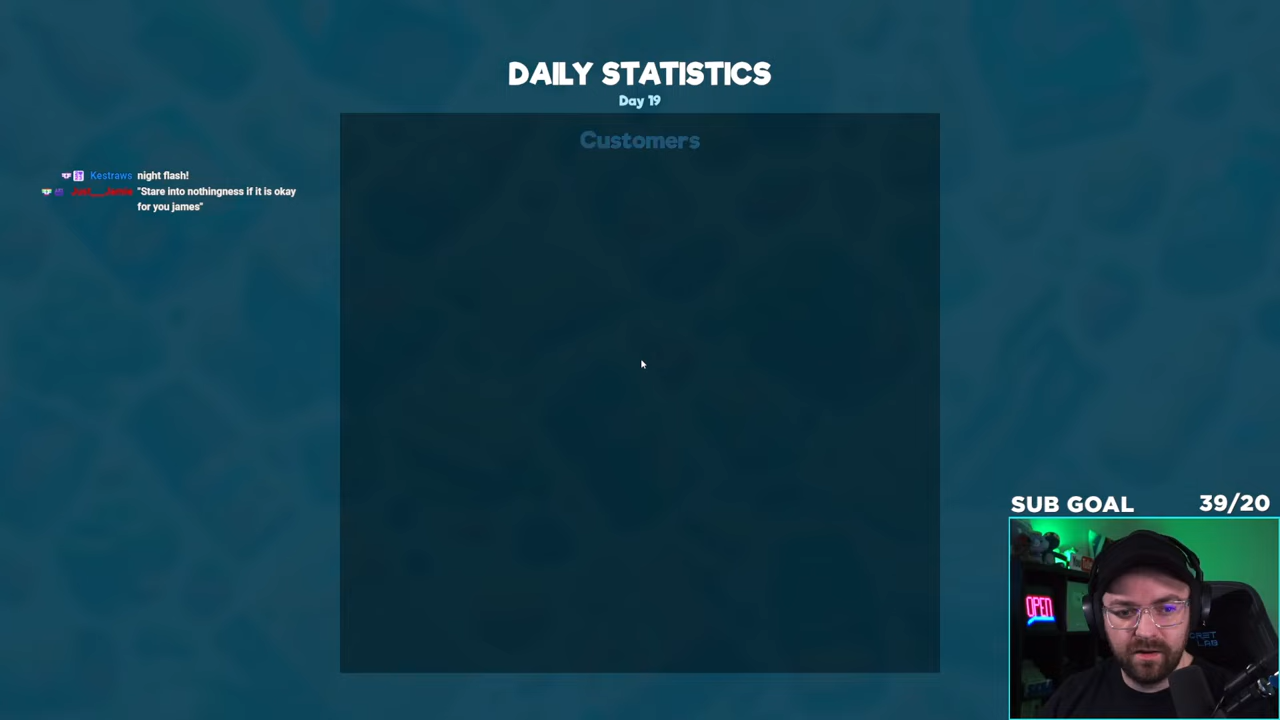 DAILY STATISTICS
Day 19
Customers
Kestraws night flash!
"Stare into nothingness if it is okay
for you james"
SUB GOAL 39/20
OPEN